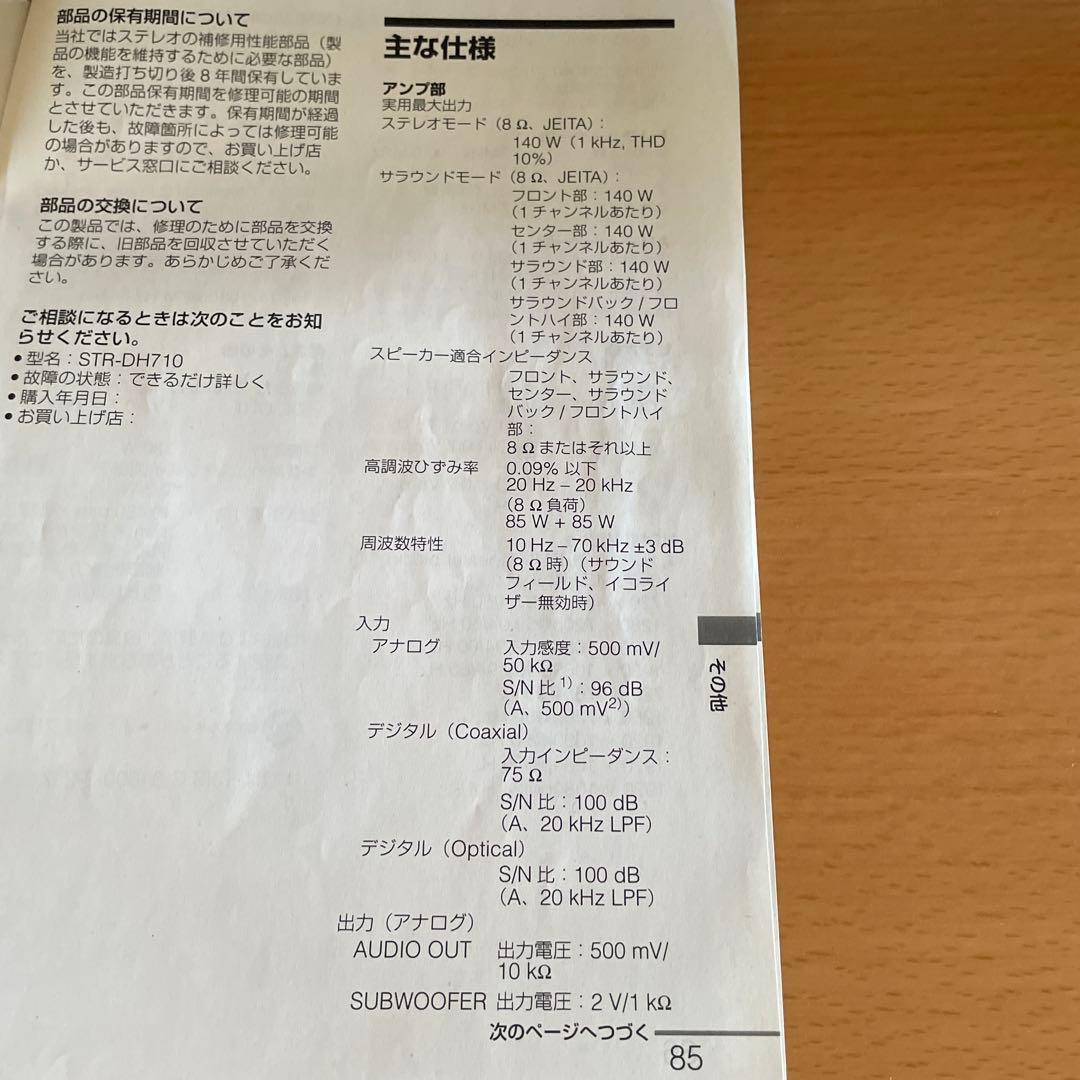 部品の保有期間について
当社ではステレオの補修用性能部品（製
品の機能を維持するために必要な部品）
を、製造打ち切り後8年間保有していま
す。この部品保有期間を修理可能の期間
とさせていただきます。保有期間が経過
した後も、故障箇所によっては修理可能
の場合がありますので、お買い上げ店
か、サービス窓口にご相談ください。
部品の交換について
この製品では、修理のために部品を交換
する際に、旧部品を回収させていただく
場合があります。あらかじめご了承くだ
さい。
ご相談になるときは次のことをお知
らせください。
• 型名：STR-DH710
• 故障の状態：できるだけ詳しく
• 購入年月日：
• お買い上げ店：
主な仕様
アンプ部
実用最大出力
ステレオモード（8 Ω、JEITA）：
140 W（1 kHz, THD
10%）
サラウンドモード（8 Ω、JEITA）：
フロント部：140 W
（1チャンネルあたり）
センター部：140 W
（1チャンネルあたり）
サラウンド部：140 W
（1チャンネルあたり）
サラウンドバック / フロ
ントハイ部：140 W
（1チャンネルあたり）
スピーカー適合インピーダンス
フロント、サラウンド、
センター、サラウンド
バック / フロントハイ
部：
8 Ω またはそれ以上
高調波ひずみ率 0.09% 以下
20 Hz – 20 kHz
（8 Ω 負荷）
85 W + 85 W
周波数特性 10 Hz – 70 kHz ±3 dB
（8 Ω 時）（サウンド
フィールド、イコライ
ザー無効時）
入力
アナログ 入力感度：500 mV/
50 kΩ
S/N 比 1)：96 dB
（A、500 mV2)）
デジタル（Coaxial）
入力インピーダンス：
75 Ω
S/N 比：100 dB
（A、20 kHz LPF）
デジタル（Optical）
S/N 比：100 dB
（A、20 kHz LPF）
出力（アナログ）
AUDIO OUT 出力電圧：500 mV/
10 kΩ
SUBWOOFER 出力電圧：2 V/1 kΩ
次のページへつづく
その他
85